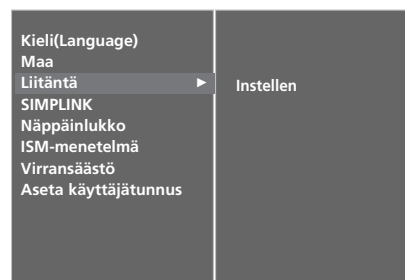 Kieli(Language)
Maa
Liitäntä ►
Instellen
SIMPLINK
Näppäinlukko
ISM-menetelmä
Virransäästö
Aseta käyttäjätunnus